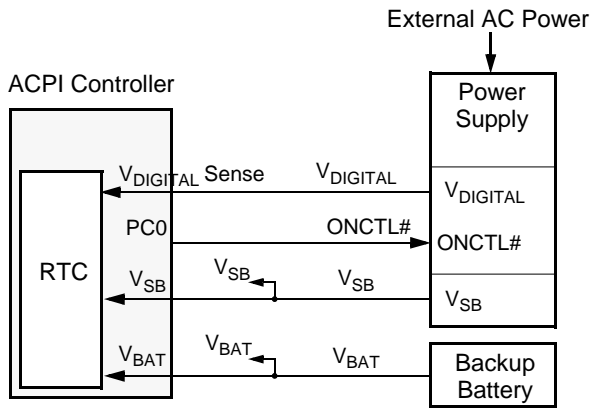 External AC Power
ACPI Controller
Power
Supply
VDIGITAL Sense
VDIGITAL
VDIGITAL
PC0
ONCTL#
ONCTL#
RTC
VSB
VSB
VSB
VSB
VBAT
VBAT
VBAT
Backup
Battery